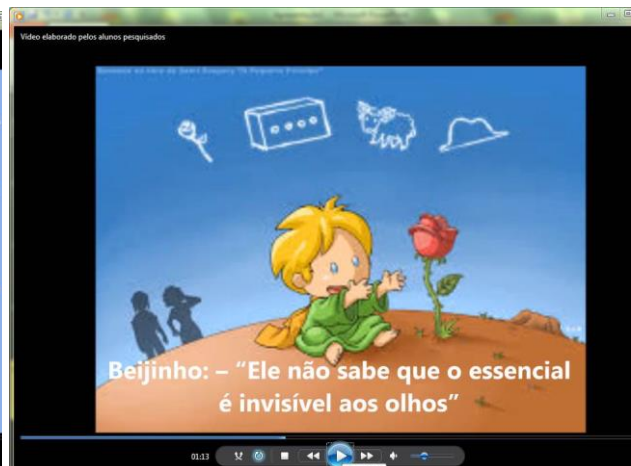 Vídeo elaborado pelos alunos pesquisados
Beijinho: – “Ele não sabe que o essencial
é invisível aos olhos”
01:13